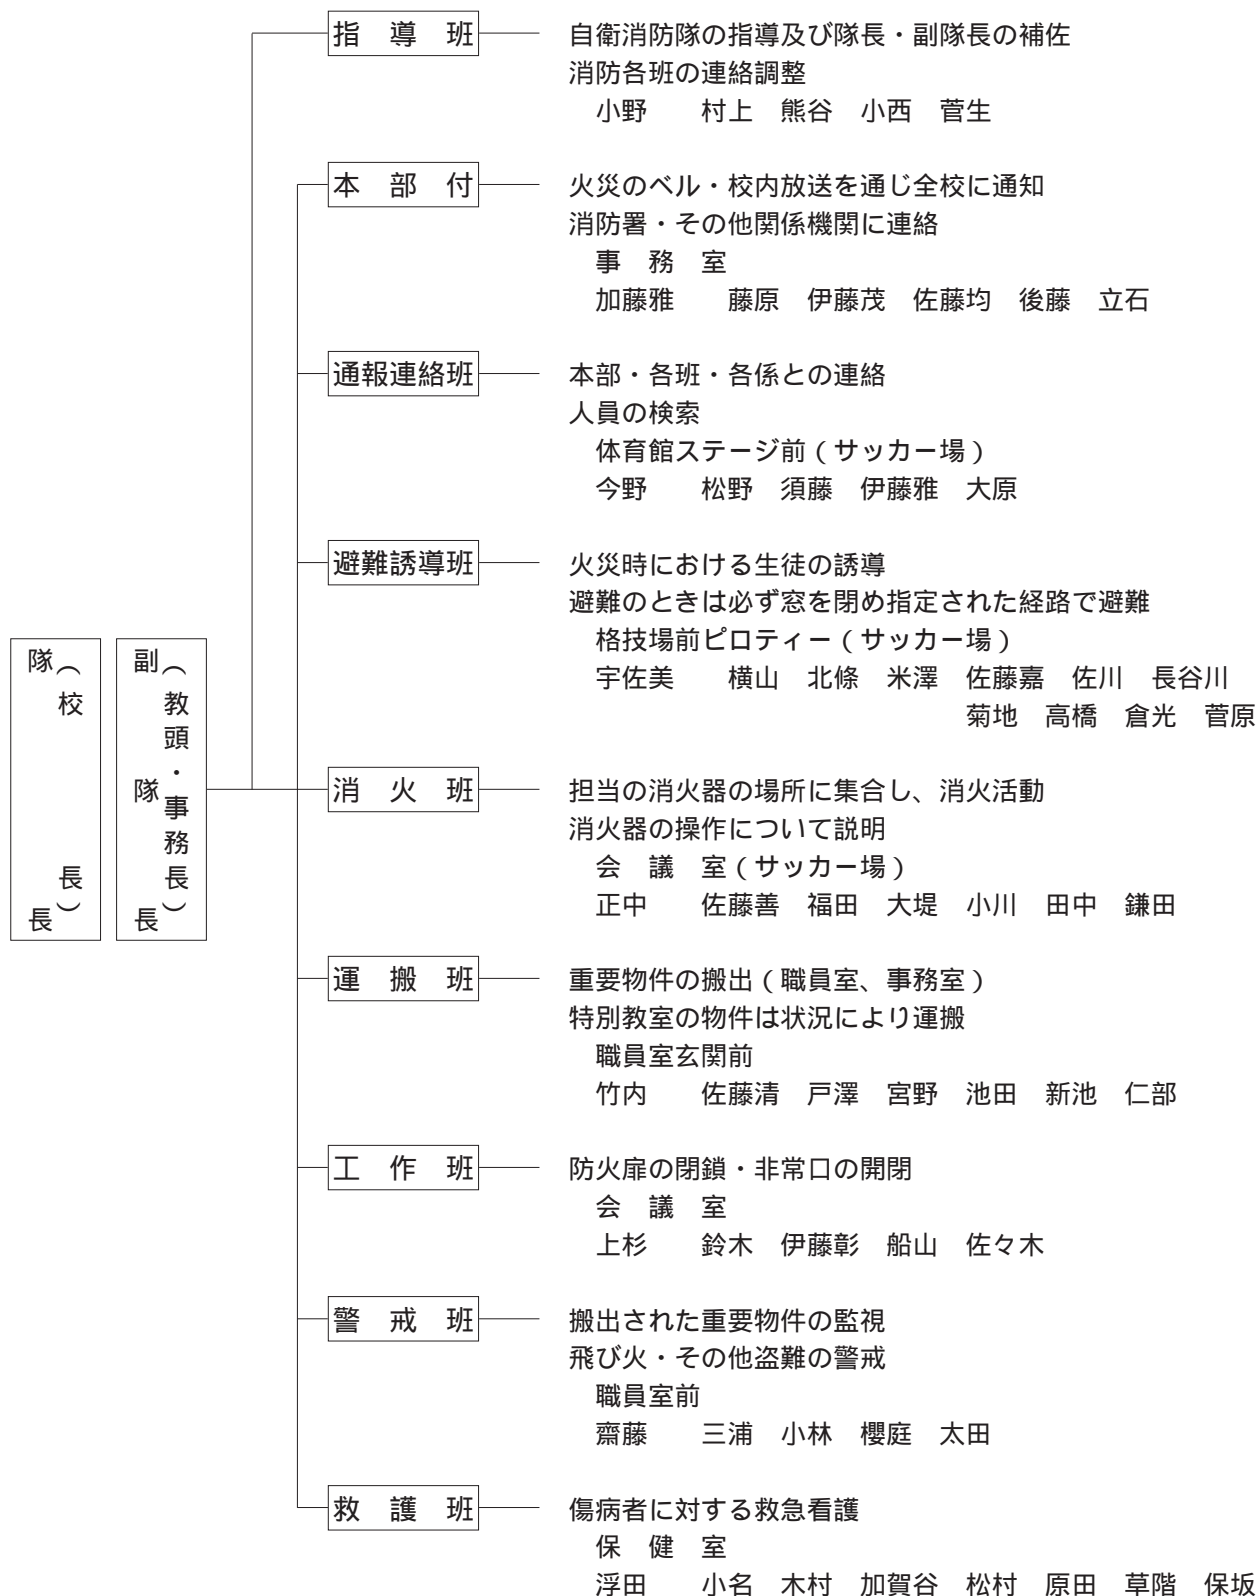 隊長
(校長)
副隊長
(教頭・事務長)
指導班
自衛消防隊の指導及び隊長・副隊長の補佐
消防各班の連絡調整
小野　　村上　熊谷　小西　菅生
本部付
火災のベル・校内放送を通じ全校に通知
消防署・その他関係機関に連絡
事務室
加藤雅　　藤原　伊藤茂　佐藤均　後藤　立石
通報連絡班
本部・各班・各係との連絡
人員の検索
体育館ステージ前(サッカー場)
今野　　松野　須藤　伊藤雅　大原
避難誘導班
火災時における生徒の誘導
避難のときは必ず窓を閉め指定された経路で避難
格技場前ピロティー(サッカー場)
宇佐美　　横山　北條　米澤　佐藤嘉　佐川　長谷川
菊地　高橋　倉光　菅原
消火班
担当の消火器の場所に集合し、消火活動
消火器の操作について説明
会議室(サッカー場)
正中　　佐藤善　福田　大堤　小川　田中　鎌田
運搬班
重要物件の搬出(職員室、事務室)
特別教室の物件は状況により運搬
職員室玄関前
竹内　　佐藤清　戸澤　宮野　池田　新池　仁部
工作班
防火扉の閉鎖・非常口の開閉
会議室
上杉　　鈴木　伊藤彰　船山　佐々木
警戒班
搬出された重要物件の監視
飛び火・その他盗難の警戒
職員室前
齋藤　　三浦　小林　櫻庭　太田
救護班
傷病者に対する救急看護
保健室
浮田　　小名　木村　加賀谷　松村　原田　草階　保坂